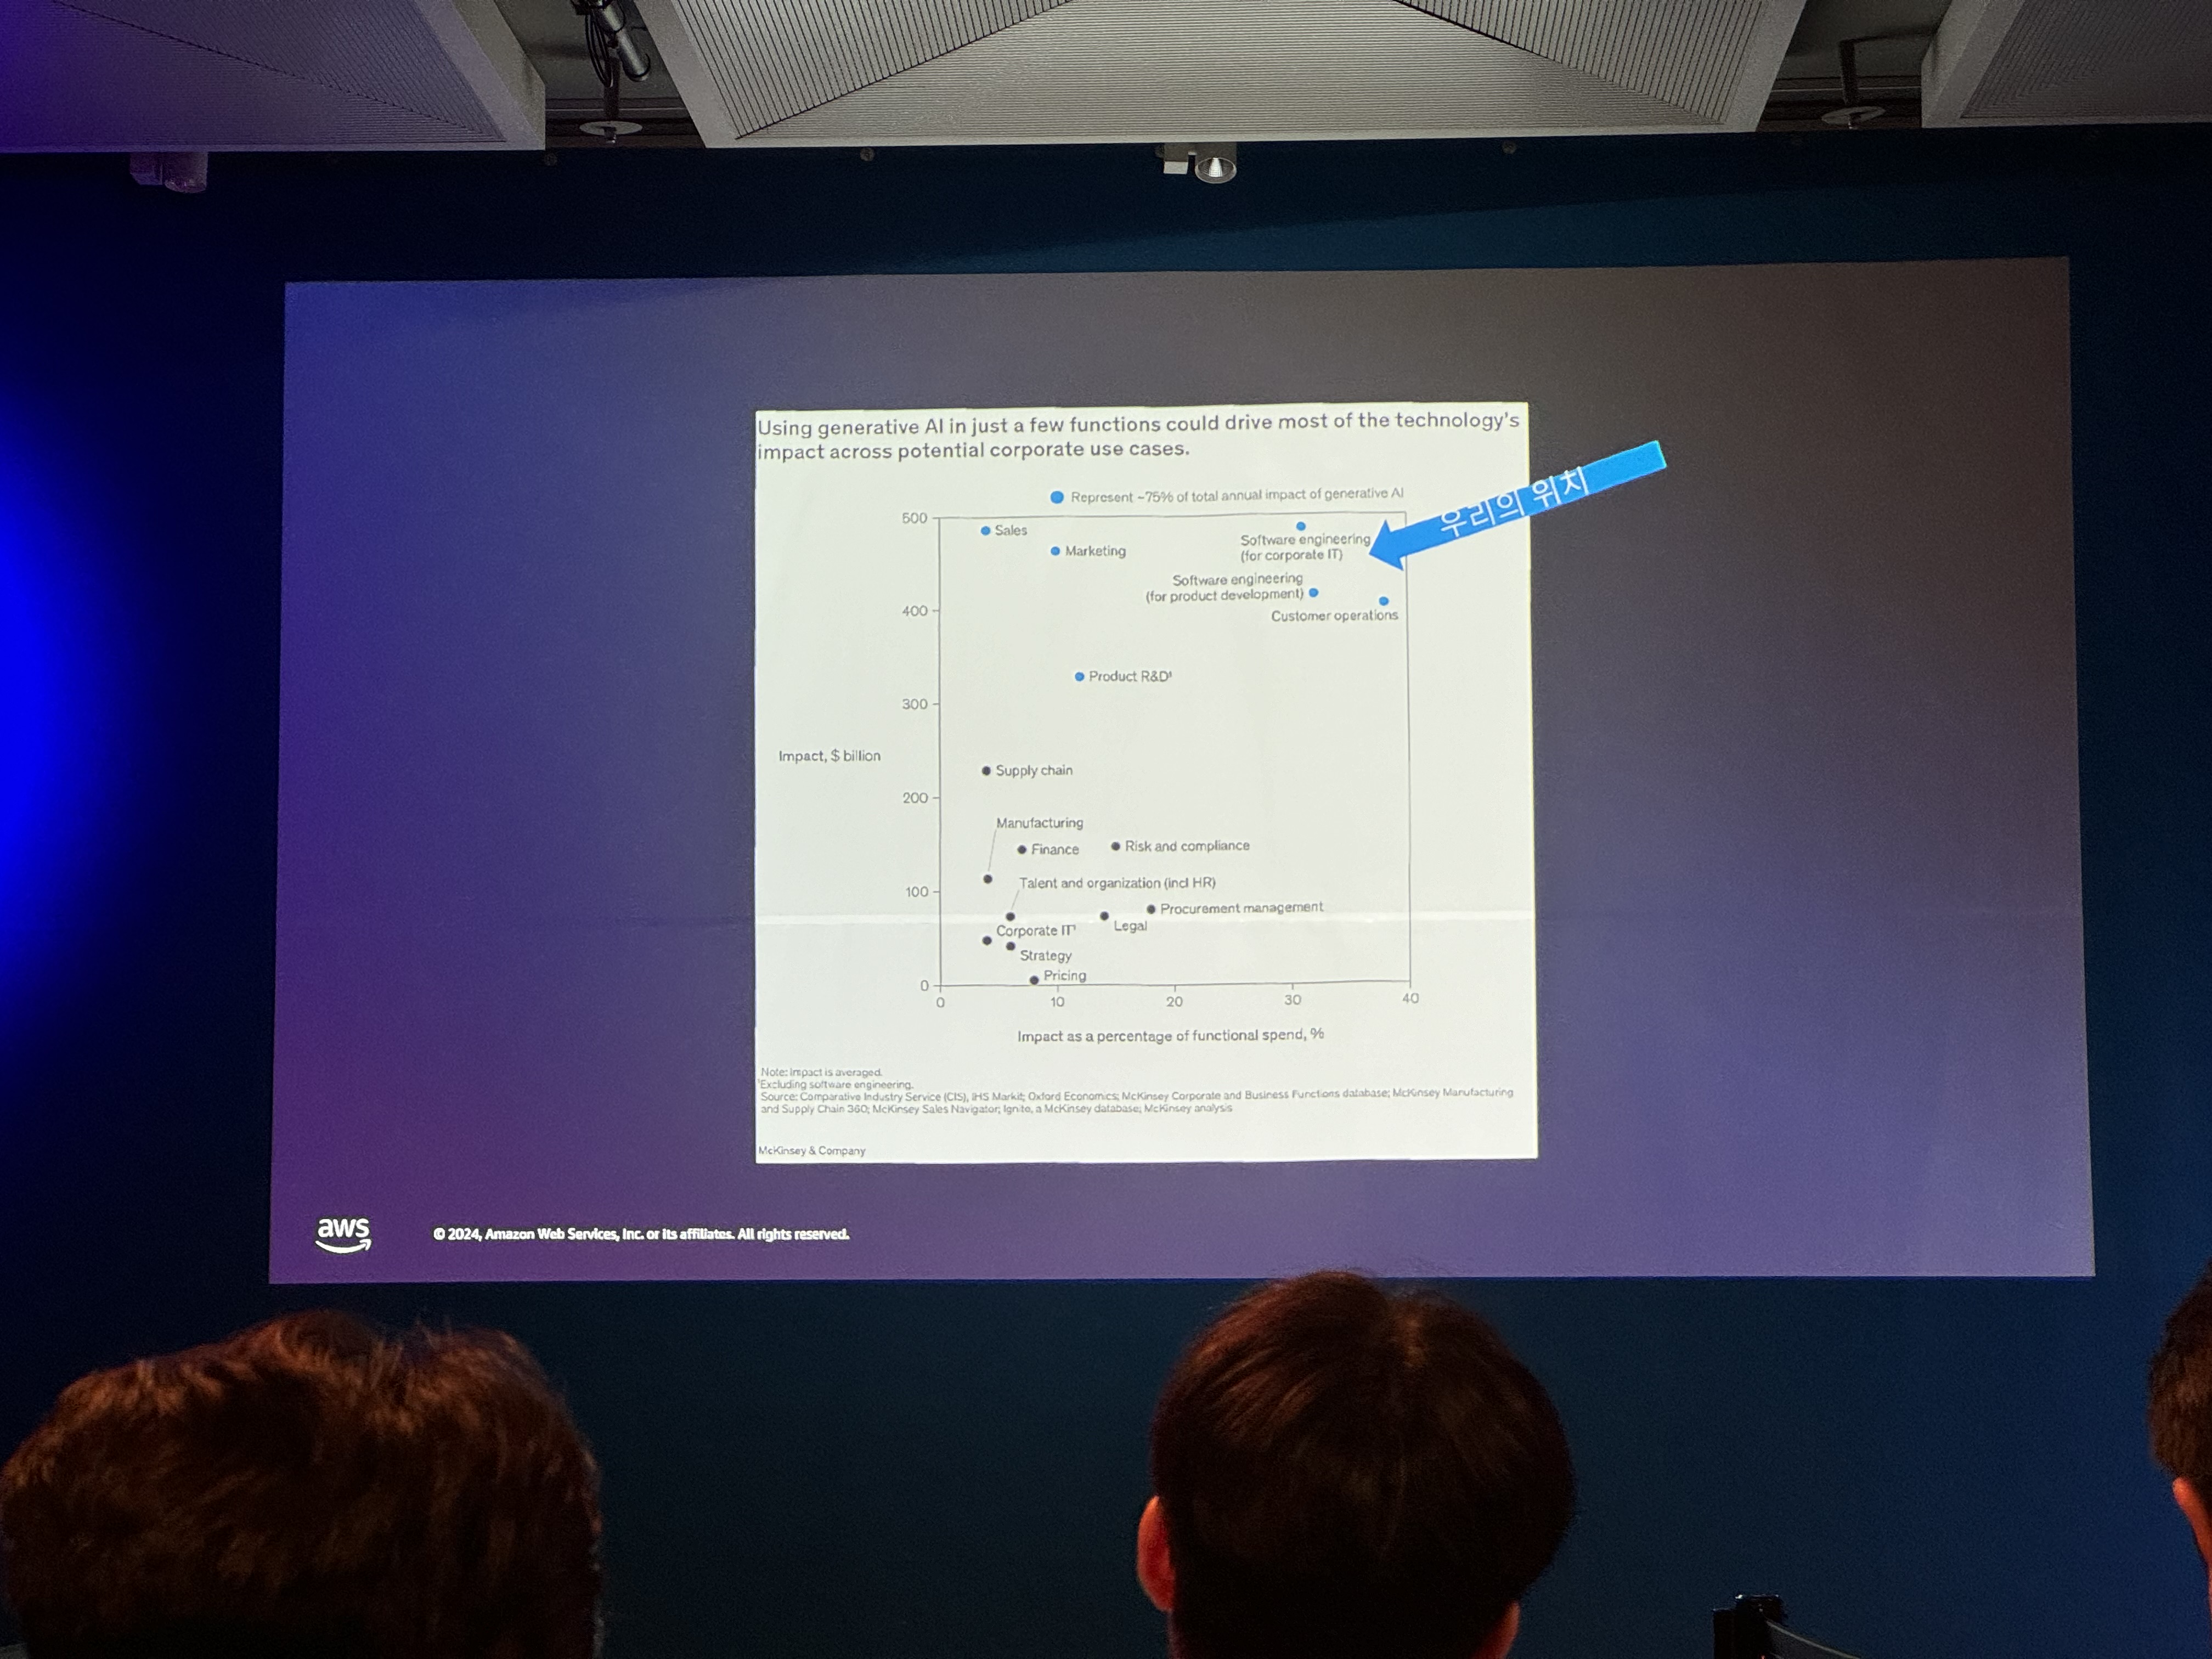 Using generative AI in just a few functions could drive most of the technology's
impact across potential corporate use cases.
Represent ~75% of total annual impact of generative AI
우리의 위치
500
Sales
Marketing
Software engineering
(for corporate IT)
Software engineering
(for product development)
400
Customer operations
Product R&D¹
300
Impact, $ billion
Supply chain
200
Manufacturing
Finance
Risk and compliance
100
Talent and organization (incl HR)
Procurement management
Legal
Corporate IT¹
Strategy
Pricing
0
0
10
20
30
40
Impact as a percentage of functional spend, %
Note: Impact is averaged.
¹Excluding software engineering.
Source: Comparative Industry Service (CIS), IHS Markit; Oxford Economics; McKinsey Corporate and Business Functions database; McKinsey Manufacturing
and Supply Chain 360; McKinsey Sales Navigator; Ignite, a McKinsey database; McKinsey analysis
McKinsey & Company
aws
© 2024, Amazon Web Services, Inc. or its affiliates. All rights reserved.